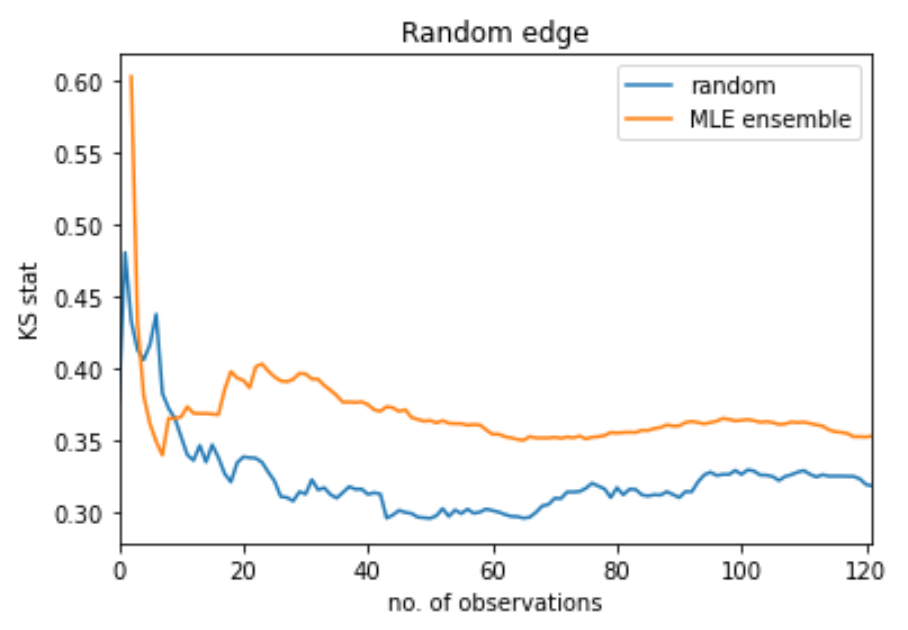 Random edge
random
MLE ensemble
KS stat
0.60
0.55
0.50
0.45
0.40
0.35
0.30
0 20 40 60 80 100 120
no. of observations